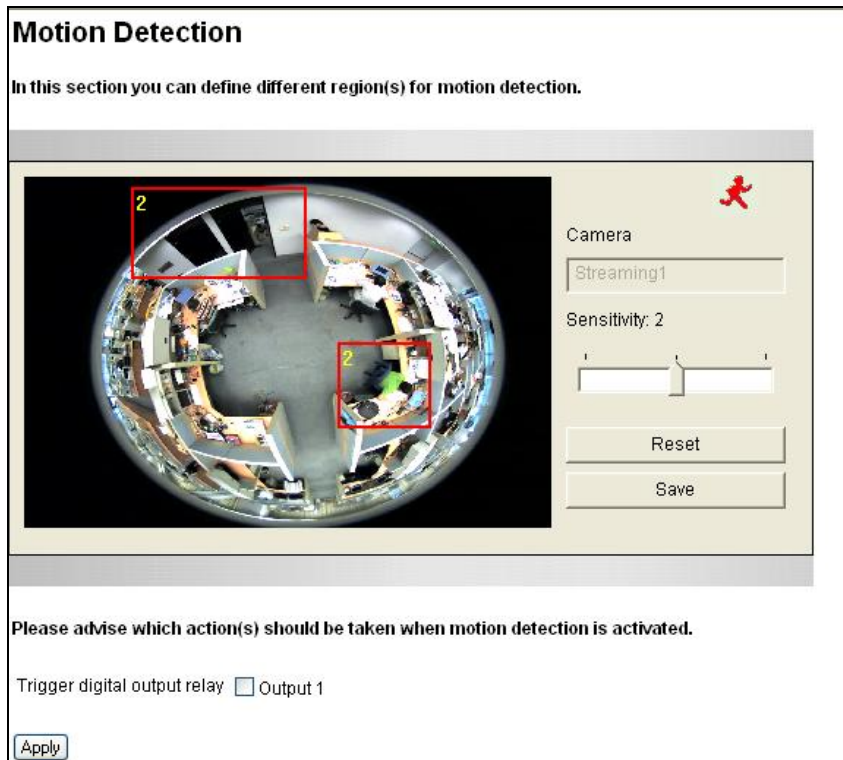 Motion Detection
In this section you can define different region(s) for motion detection.
2
Camera
Streaming1
Sensitivity: 2
2
Reset
Save
Please advise which action(s) should be taken when motion detection is activated.
Trigger digital output relay Output 1
Apply